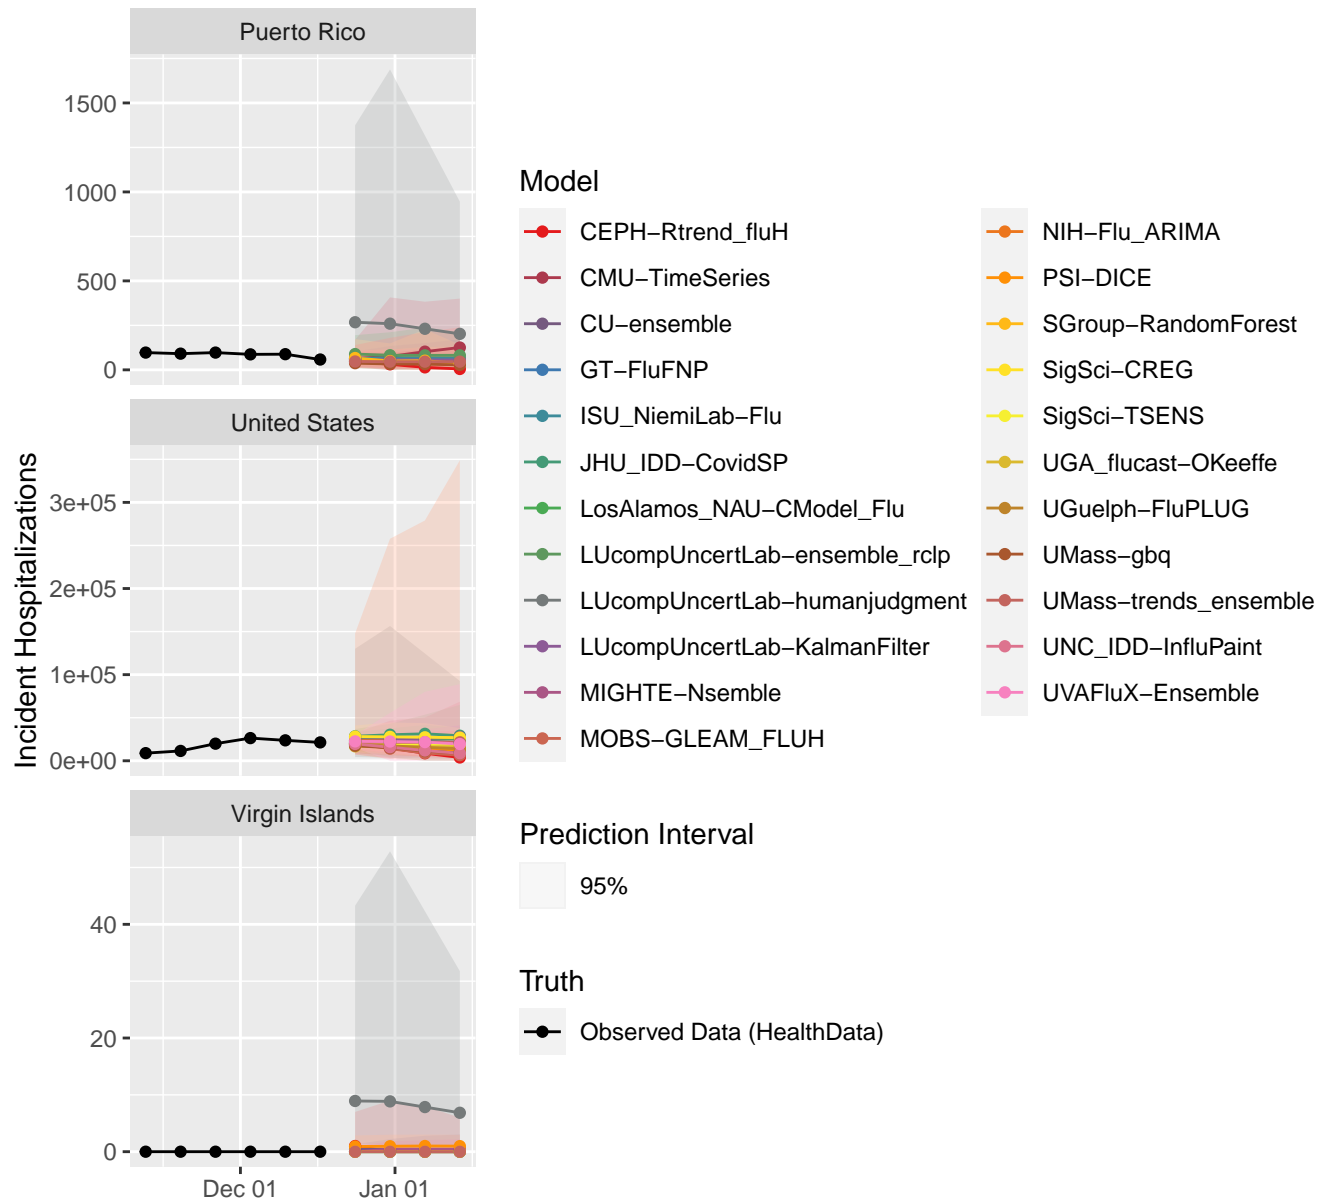 Puerto Rico
1500
1000
500
0
United States
3e+05
2e+05
1e+05
0e+00
Virgin Islands
40
20
0
Dec 01
Jan 01
Incident Hospitalizations
Model
CEPH−Rtrend_fluH
CMU−TimeSeries
CU−ensemble
GT−FluFNP
ISU_NiemiLab−Flu
JHU_IDD−CovidSP
LosAlamos_NAU−CModel_Flu
LUcompUncertLab−ensemble_rclp
LUcompUncertLab−humanjudgment
LUcompUncertLab−KalmanFilter
MIGHTE−Nsemble
MOBS−GLEAM_FLUH
NIH−Flu_ARIMA
PSI−DICE
SGroup−RandomForest
SigSci−CREG
SigSci−TSENS
UGA_flucast−OKeeffe
UGuelph−FluPLUG
UMass−gbq
UMass−trends_ensemble
UNC_IDD−InfluPaint
UVAFluX−Ensemble
Prediction Interval
95%
Truth
Observed Data (HealthData)